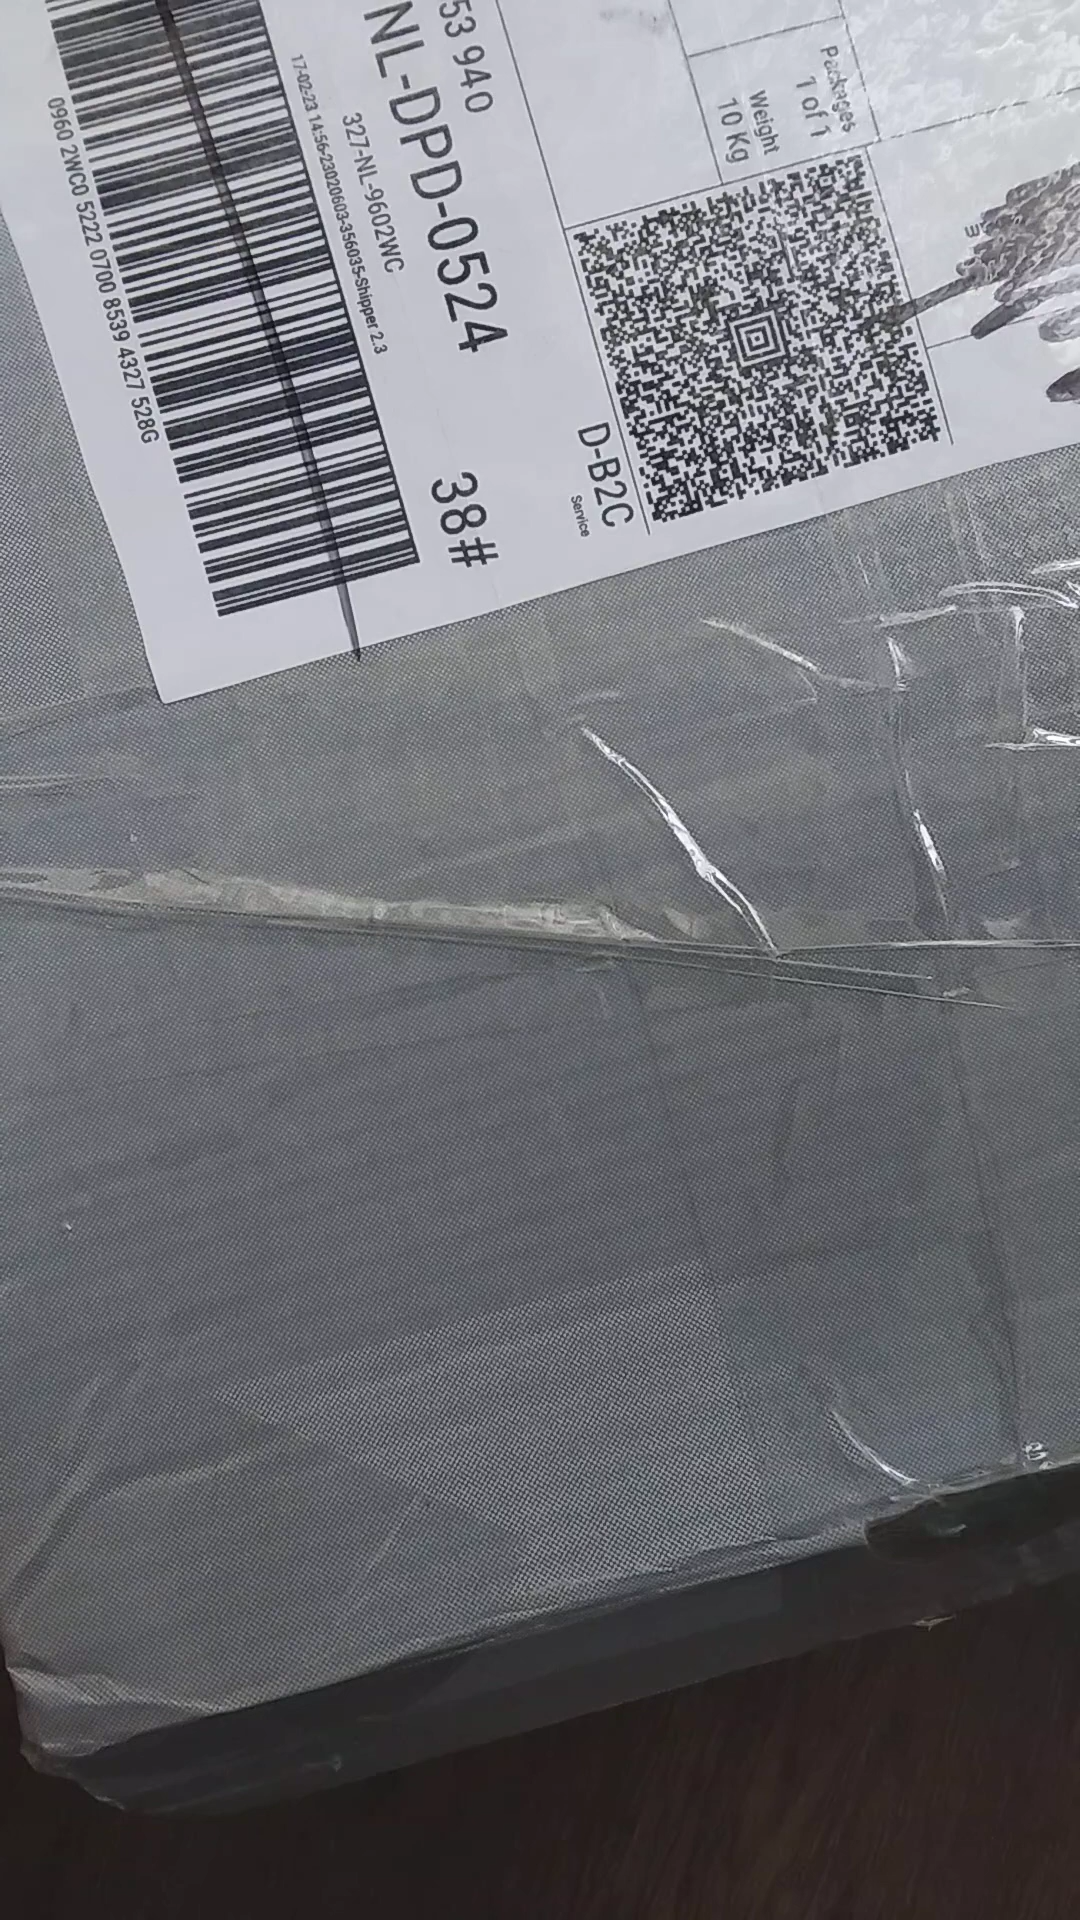 Packages
1 of 1
Weight
10 Kg
53 940
NL-DPD-0524
D-B2C
Service
38#
327-NL-9602WC
17-02-23 14:56-23020603-356035-Shipper 2.3
0960 2WC0 5222 0700 8539 4327 528G